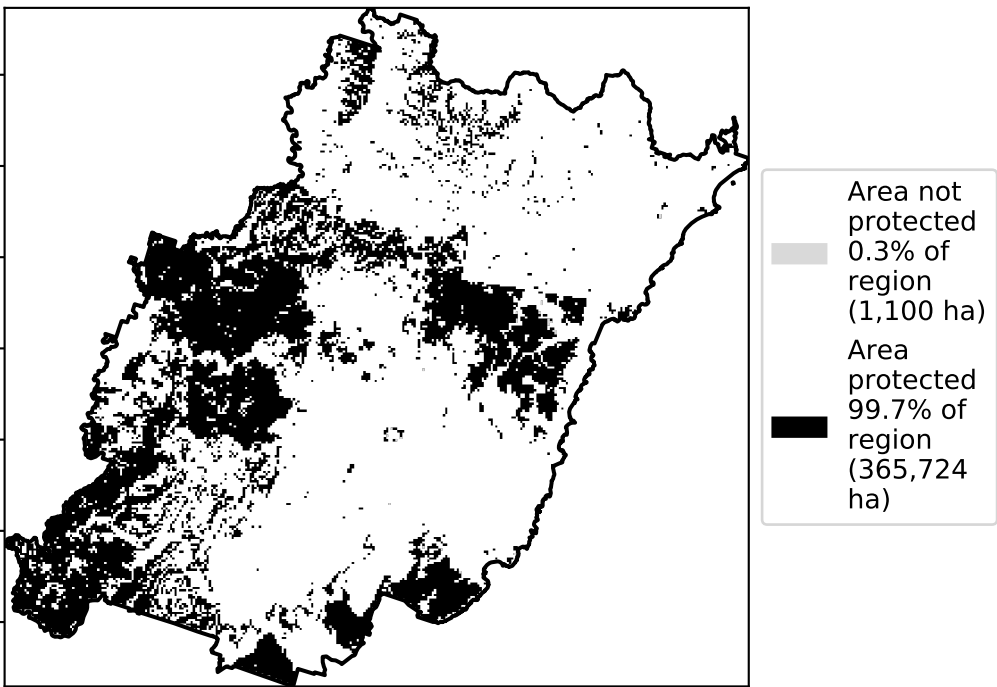 Area not
protected
0.3% of
region
(1,100 ha)
Area
protected
99.7% of
region
(365,724
ha)